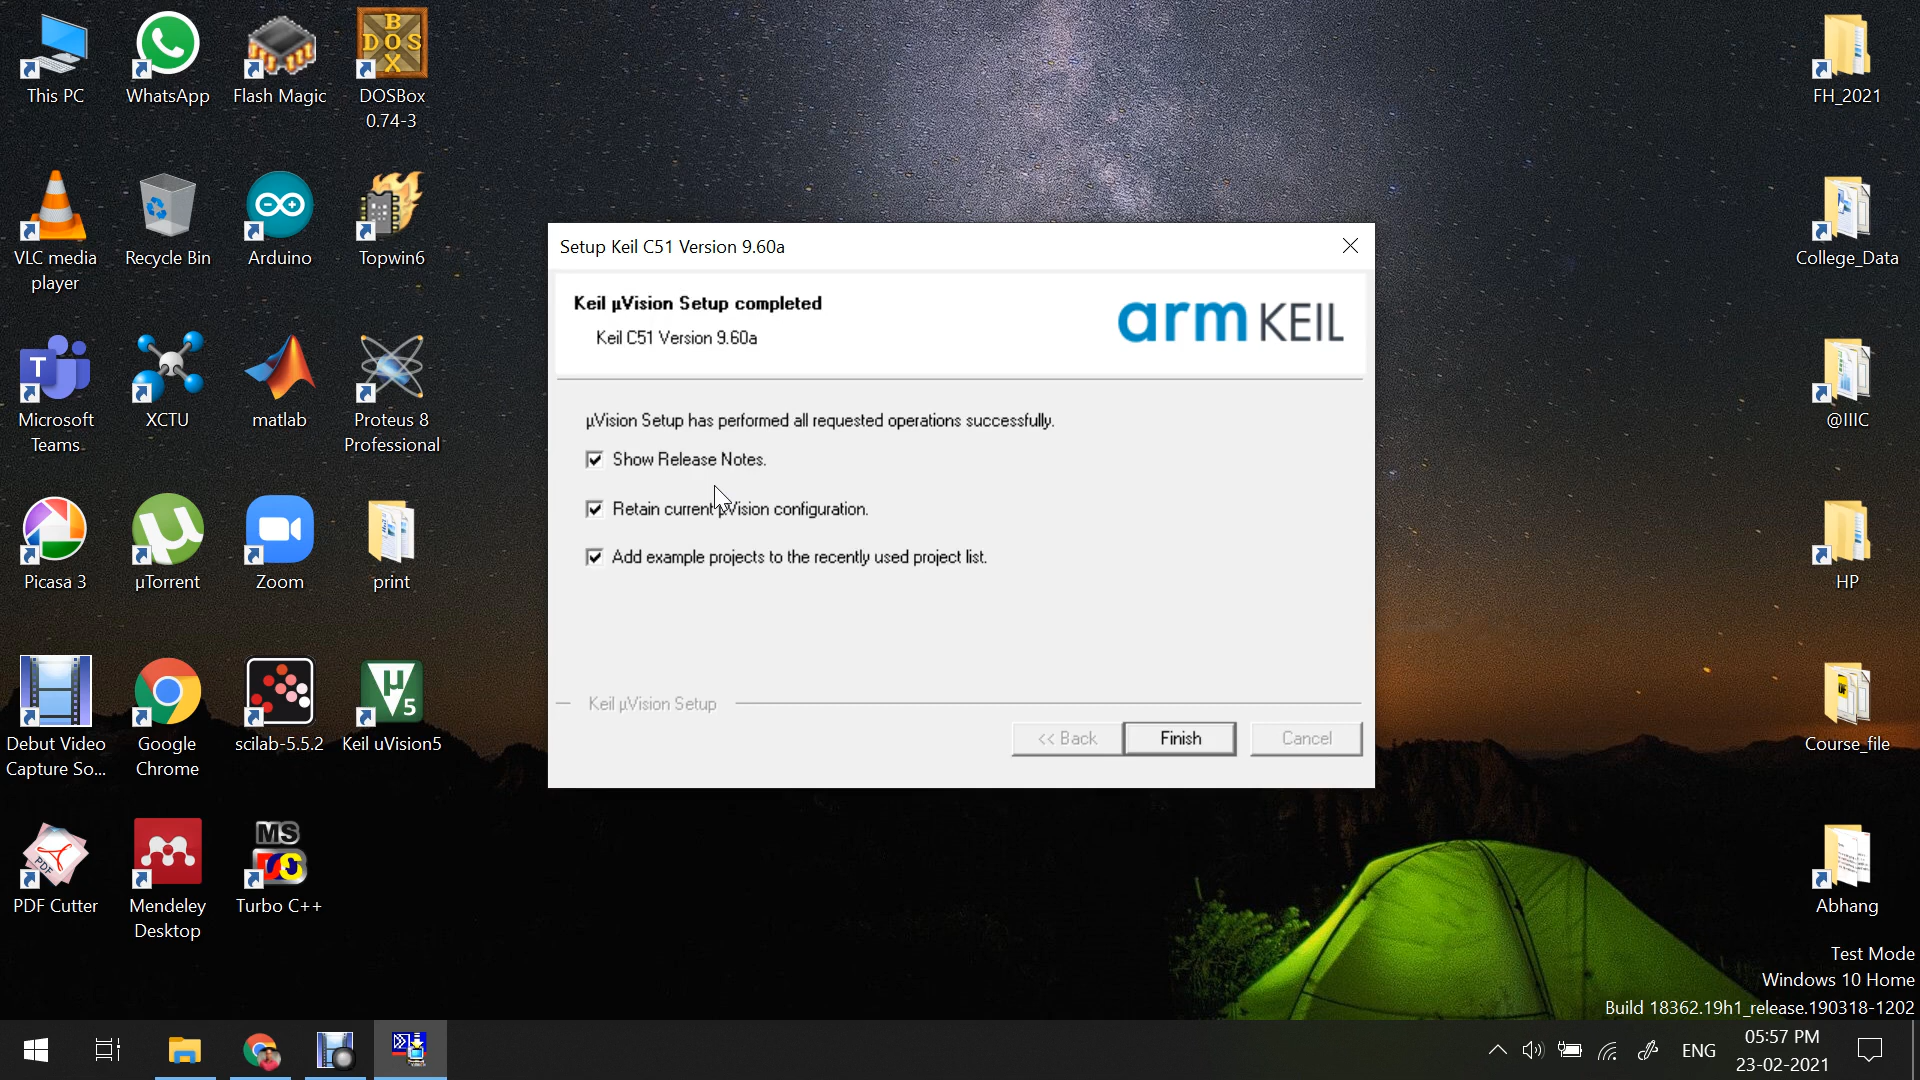 This PC
WhatsApp
Flash Magic
BOX
DOS
DOSBox
0.74-3
FH_2021
VLC media
player
Recycle Bin
Arduino
Topwin6
College_Data
Setup Keil C51 Version 9.60a
Keil µVision Setup completed
Keil C51 Version 9.60a
arm KEIL
µVision Setup has performed all requested operations successfully.
Show Release Notes.
Retain current µVision configuration.
Add example projects to the recently used project list.
Keil µVision Setup
<< Back
Finish
Cancel
T
Microsoft
Teams
XCTU
matlab
Proteus 8
Professional
@IIIC
Picasa 3
µTorrent
Zoom
print
HP
µ
V5
Debut Video
Capture So...
Google
Chrome
scilab-5.5.2
Keil uVision5
Course_file
PDF
PDF Cutter
Mendeley
Desktop
MS
DOS
Turbo C++
Abhang
Test Mode
Windows 10 Home
Build 18362.19h1_release.190318-1202
ENG
05:57 PM
23-02-2021